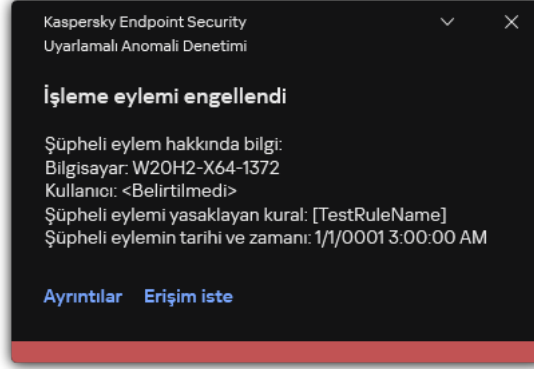 Kaspersky Endpoint Security
Uyarlamalı Anomali Denetimi
İşleme eylemi engellendi
Şüpheli eylem hakkında bilgi:
Bilgisayar: W20H2-X64-1372
Kullanıcı: <Belirtilmedi>
Şüpheli eylemi yasaklayan kural: [TestRuleName]
Şüpheli eylemin tarihi ve zamanı: 1/1/0001 3:00:00 AM
Ayrıntılar Erişim iste